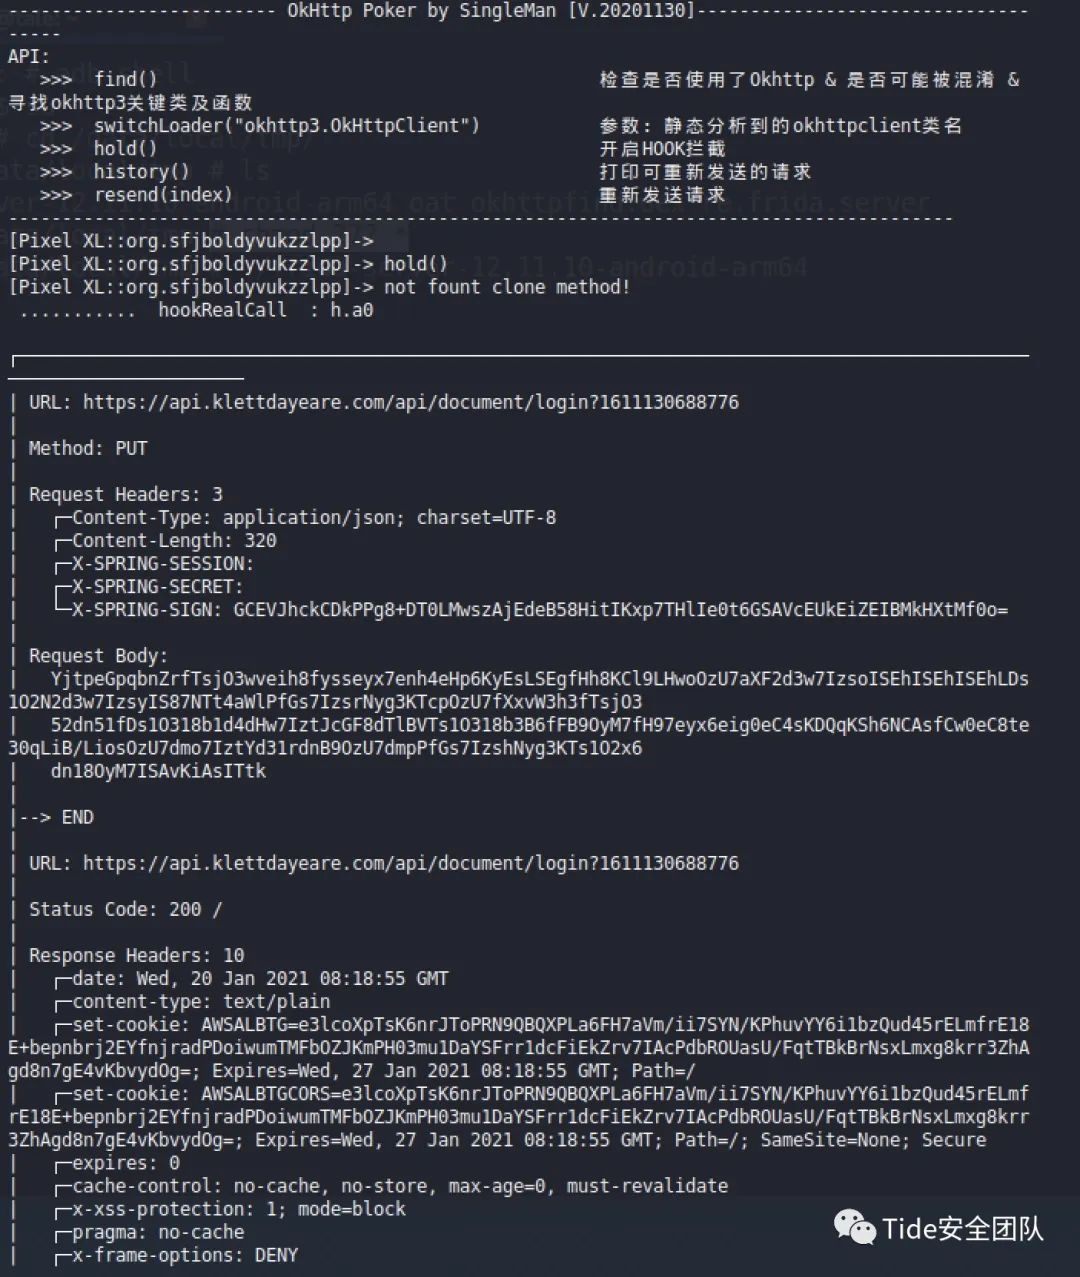 ------------------------- OkHttp Poker by SingleMan [V.20201130]-------------------------------
-----
API:
>>> find() 检查是否使用了Okhttp & 是否可能被混淆 &
寻找okhttp3关键类及函数
>>> switchLoader("okhttp3.OkHttpClient") 参数: 静态分析到的okhttpclient类名
>>> hold() 开启HOOK拦截
>>> history() 打印可重新发送的请求
>>> resend(index) 重新发送请求
----------------------------------------------------------------------------------------
[Pixel XL::org.sfjboldyvukzzlpp]->
[Pixel XL::org.sfjboldyvukzzlpp]-> hold()
[Pixel XL::org.sfjboldyvukzzlpp]-> not fount clone method!
........... hookRealCall : h.a0
| URL: https://api.klettdayeare.com/api/document/login?1611130688776
|
| Method: PUT
|
| Request Headers: 3
| ┌─Content-Type: application/json; charset=UTF-8
| ┌─Content-Length: 320
| ┌─X-SPRING-SESSION:
| ┌─X-SPRING-SECRET:
| └─X-SPRING-SIGN: GCEVJhckCDkPPg8+DT0LMwszAjEdeB58HitIKxp7THlIe0t6GSAVcEUkEiZEIBMkHXtMf0o=
|
| Request Body:
| YjtpeGpqbnZrfTsjO3wveih8fysseyx7enh4eHp6KyEsLSEgfHh8KCl9LHwoOzU7aXF2d3w7IzsoISEhISEhISEhLDs
1O2N2d3w7IzsyIS87NTt4aWlPfGs7IzsrNyg3KTcpOzU7fXxvW3h3fTsjO3
| 52dn51fDs1O318b1d4dHw7IztJcGF8dTlBVTs1O318b3B6fFB9OyM7fH97eyx6eig0eC4sKDQqKSh6NCAsfCw0eC8te
30qLiB/LiosOzU7dmo7IztYd31rdnB9OzU7dmpPfGs7IzshNyg3KTs1O2x6
| dn18OyM7ISAvKiAsITtk
|
|--> END
|
| URL: https://api.klettdayeare.com/api/document/login?1611130688776
|
| Status Code: 200 /
|
| Response Headers: 10
| ┌─date: Wed, 20 Jan 2021 08:18:55 GMT
| ┌─content-type: text/plain
| ┌─set-cookie: AWSALBTG=e3lcoXpTsK6nrJToPRN9QBQXPLa6FH7aVm/ii7SYN/KPhuvYY6i1bzQud45rELmfrE18
E+bepnbrj2EYfnjradPDoiwumTMFbOZJKmPH03mu1DaYSFrr1dcFiEkZrv7IAcPdbROUasU/FqtTBkBrNsxLmxg8krr3ZhA
gd8n7gE4vKbvydOg=; Expires=Wed, 27 Jan 2021 08:18:55 GMT; Path=/
| ┌─set-cookie: AWSALBTGCORS=e3lcoXpTsK6nrJToPRN9QBQXPLa6FH7aVm/ii7SYN/KPhuvYY6i1bzQud45rELmf
rE18E+bepnbrj2EYfnjradPDoiwumTMFbOZJKmPH03mu1DaYSFrr1dcFiEkZrv7IAcPdbROUasU/FqtTBkBrNsxLmxg8krr
3ZhAgd8n7gE4vKbvydOg=; Expires=Wed, 27 Jan 2021 08:18:55 GMT; Path=/; SameSite=None; Secure
| ┌─expires: 0
| ┌─cache-control: no-cache, no-store, max-age=0, must-revalidate
| ┌─x-xss-protection: 1; mode=block
| ┌─pragma: no-cache
| ┌─x-frame-options: DENY
Tide安全团队